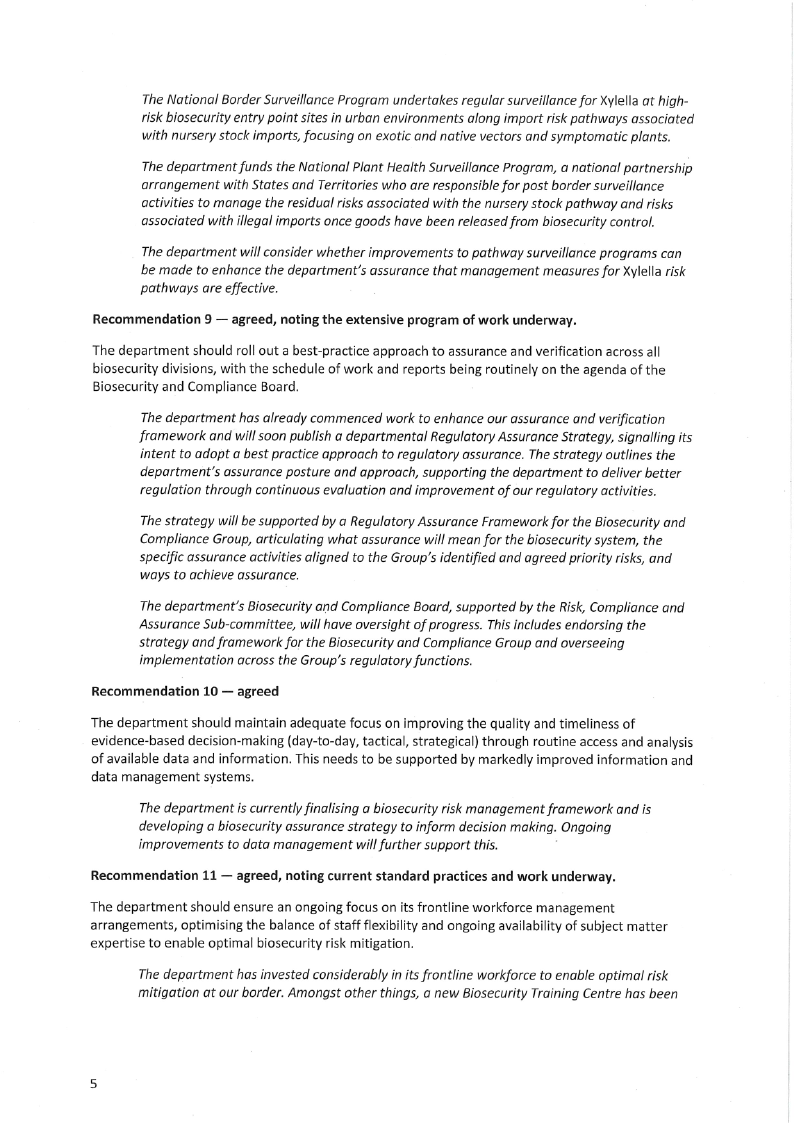 The National Border Surveillance Program undertakes regular surveillance for Xylella at high-
risk biosecurity entry point sites in urban environments along import risk pathways associated
with nursery stock imports, focusing on exotic and native vectors and symptomatic plants.
The department funds the National Plant Health Surveillance Program, a national partnership
arrangement with States and Territories who are responsible for post border surveillance
activities to manage the residual risks associated with the nursery stock pathway and risks
associated with illegal imports once goods have been released from biosecurity control.
The department will consider whether improvements to pathway surveillance programs can
be made to enhance the department's assurance that management measures for Xylella risk
pathways are effective.
Recommendation 9 — agreed, noting the extensive program of work underway.
The department should roll out a best-practice approach to assurance and verification across all
biosecurity divisions, with the schedule of work and reports being routinely on the agenda of the
Biosecurity and Compliance Board.
The department has already commenced work to enhance our assurance and verification
framework and will soon publish a departmental Regulatory Assurance Strategy, signalling its
intent to adopt a best practice approach to regulatory assurance. The strategy outlines the
department's assurance posture and approach, supporting the department to deliver better
regulation through continuous evaluation and improvement of our regulatory activities.
The strategy will be supported by a Regulatory Assurance Framework for the Biosecurity and
Compliance Group, articulating what assurance will mean for the biosecurity system, the
specific assurance activities aligned to the Group's identified and agreed priority risks, and
ways to achieve assurance.
The department's Biosecurity and Compliance Board, supported by the Risk, Compliance and
Assurance Sub-committee, will have oversight of progress. This includes endorsing the
strategy and framework for the Biosecurity and Compliance Group and overseeing
implementation across the Group's regulatory functions.
Recommendation 10 — agreed
The department should maintain adequate focus on improving the quality and timeliness of
evidence-based decision-making (day-to-day, tactical, strategical) through routine access and analysis
of available data and information. This needs to be supported by markedly improved information and
data management systems.
The department is currently finalising a biosecurity risk management framework and is
developing a biosecurity assurance strategy to inform decision making. Ongoing
improvements to data management will further support this.
Recommendation 11 — agreed, noting current standard practices and work underway.
The department should ensure an ongoing focus on its frontline workforce management
arrangements, optimising the balance of staff flexibility and ongoing availability of subject matter
expertise to enable optimal biosecurity risk mitigation.
The department has invested considerably in its frontline workforce to enable optimal risk
mitigation at our border. Amongst other things, a new Biosecurity Training Centre has been
5